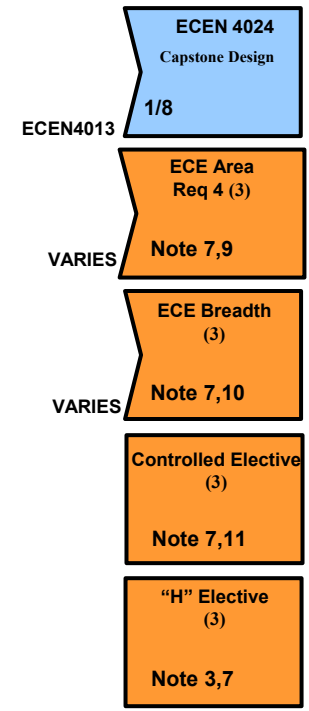 ECEN 4024
Capstone Design
1/8
ECEN4013
ECE Area
Req 4 (3)
Note 7,9
VARIES
ECE Breadth
(3)
Note 7,10
VARIES
Controlled Elective
(3)
Note 7,11
“H” Elective
(3)
Note 3,7